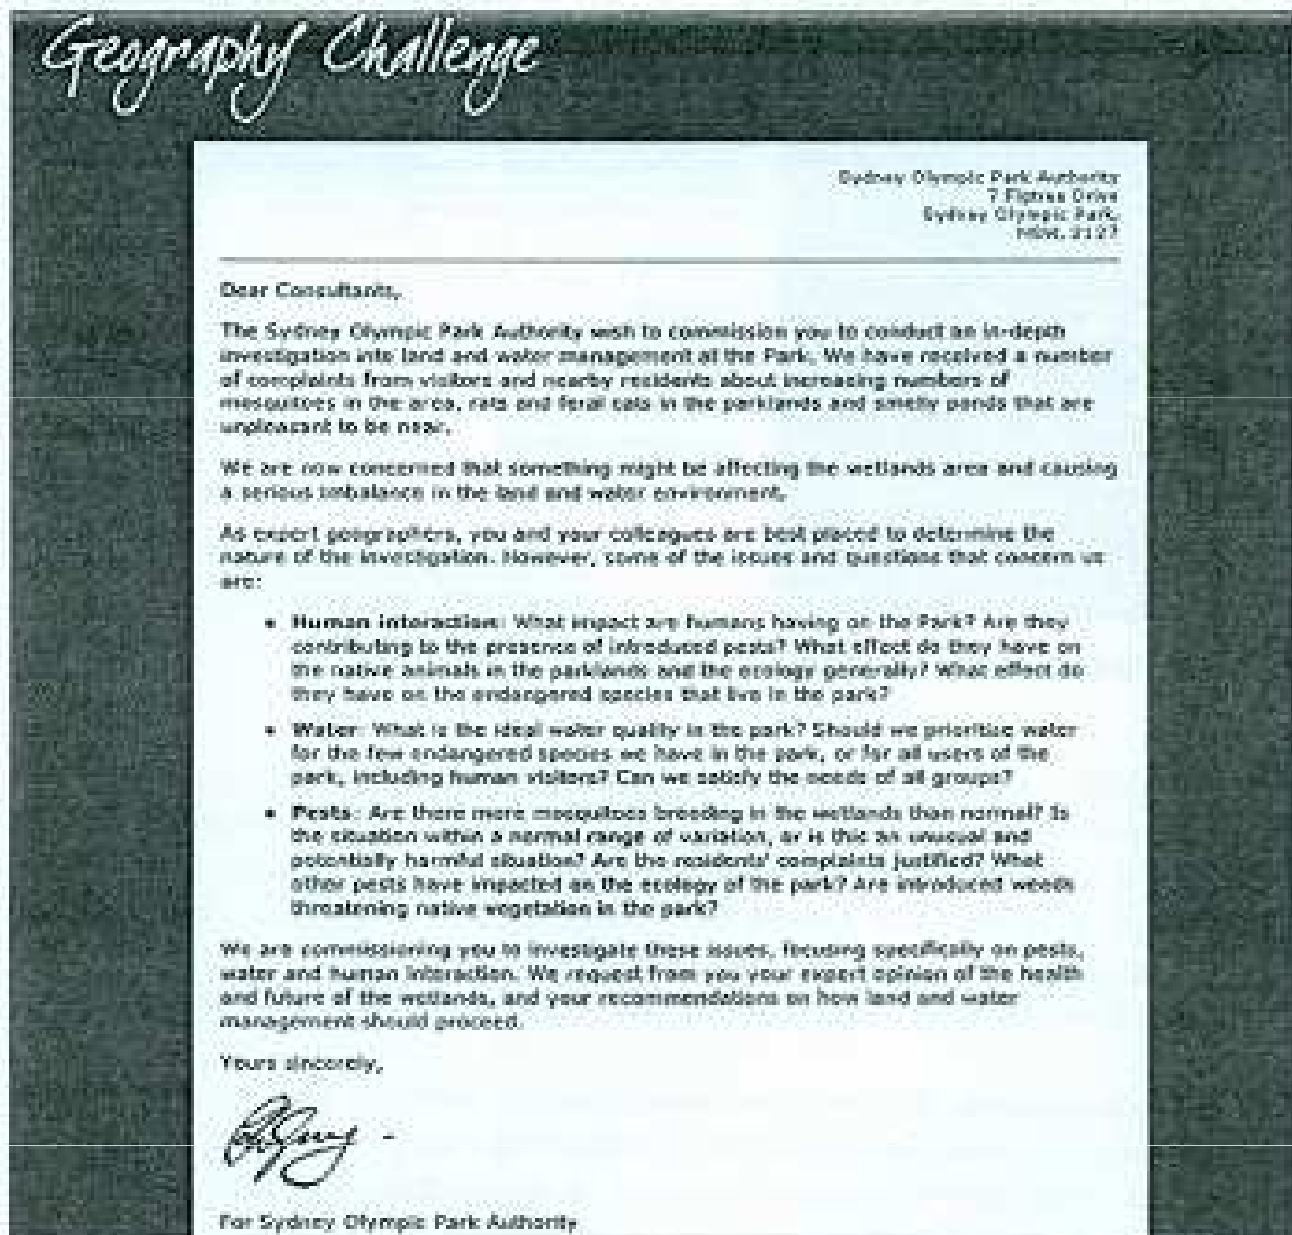 Geography Challenge
Sydney Olympic Park Authority
7 Figtree Drive
Sydney Olympic Park,
NSW, 2127
Dear Consultants,
The Sydney Olympic Park Authority wish to commission you to conduct an in-depth
investigation into land and water management at the Park. We have received a number
of complaints from visitors and nearby residents about increasing numbers of
mosquitoes in the area, rats and feral cats in the parklands and smelly ponds that are
unpleasant to be near.
We are now concerned that something might be affecting the wetlands area and causing
a serious imbalance in the land and water environment.
As expert geographers, you and your colleagues are best placed to determine the
nature of the investigation. However, some of the issues and questions that concern us
are:
• Human interaction: What impact are humans having on the Park? Are they
contributing to the presence of introduced pests? What effect do they have on
the native animals in the parklands and the ecology generally? What effect do
they have on the endangered species that live in the park?
• Water: What is the ideal water quality in the park? Should we prioritize water
for the few endangered species we have in the park, or for all users of the
park, including human visitors? Can we satisfy the needs of all groups?
• Pests: Are there more mosquitoes breeding in the wetlands than normal? Is
the situation within a normal range of variation, or is this an unusual and
potentially harmful situation? Are the residents' complaints justified? What
other pests have impacted on the ecology of the park? Are introduced weeds
threatening native vegetation in the park?
We are commissioning you to investigate these issues, focusing specifically on pests,
water and human interaction. We request from you your expert opinion of the health
and future of the wetlands, and your recommendations on how land and water
management should proceed.
Yours sincerely,
For Sydney Olympic Park Authority